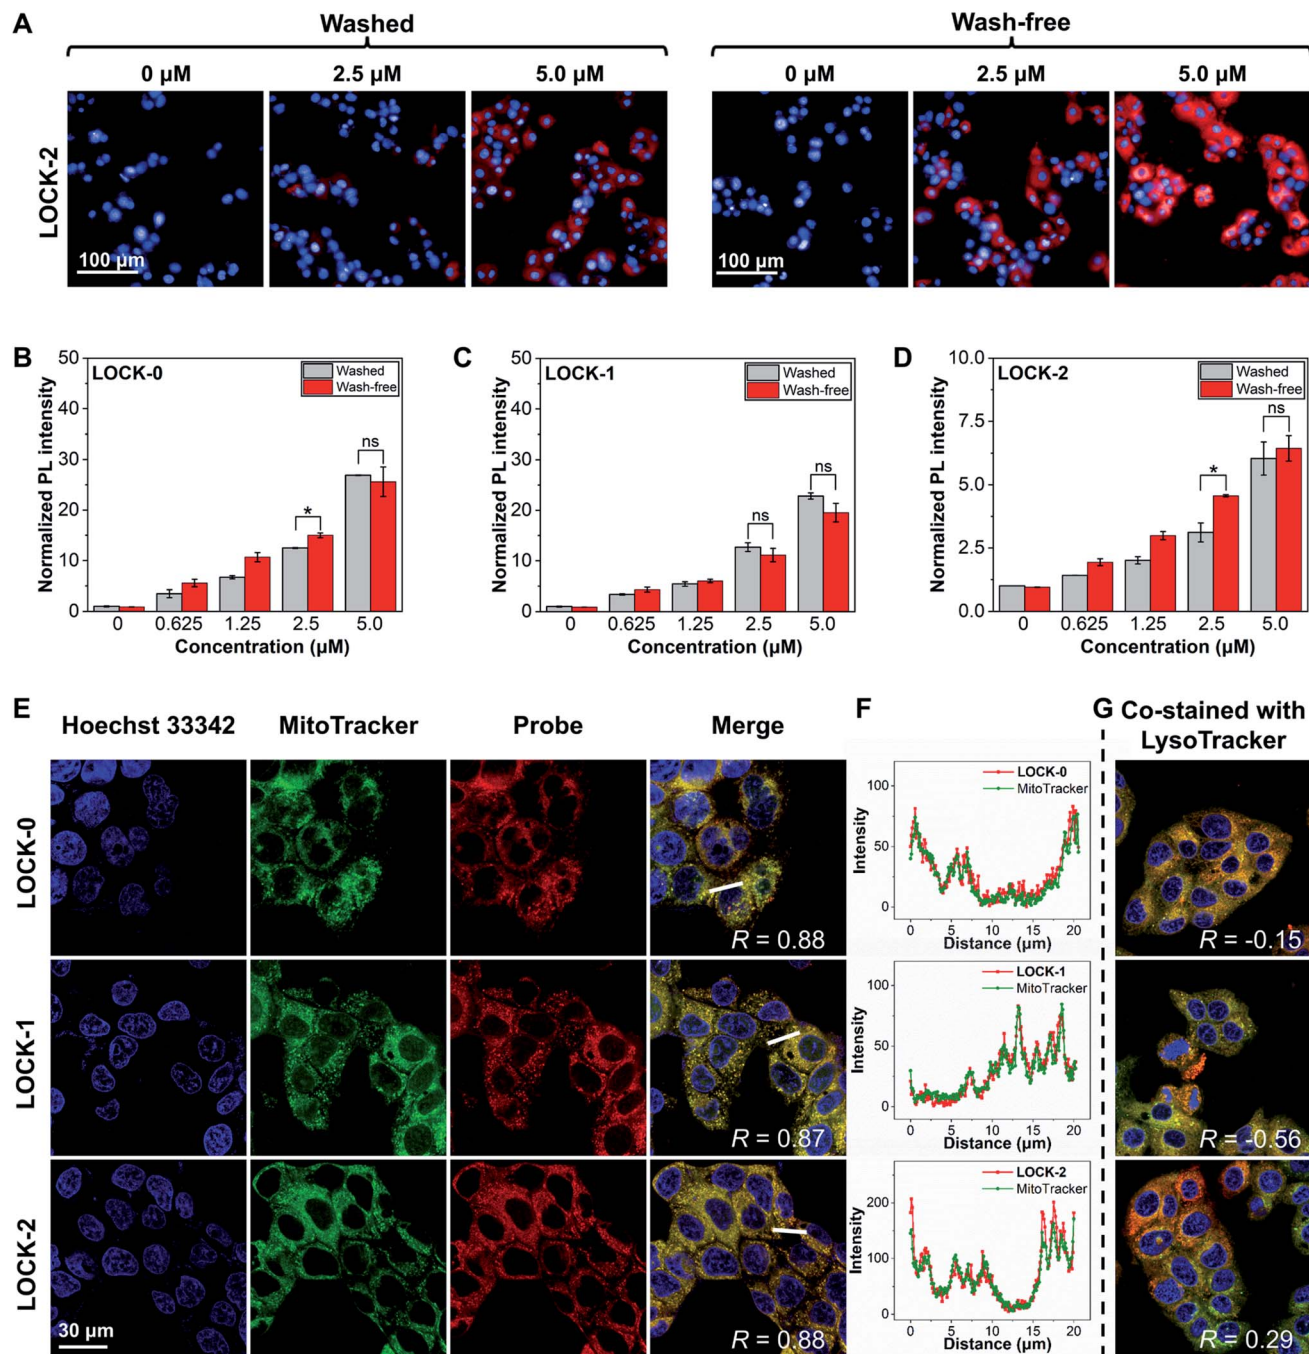 A
Washed
Wash-free
0 μM
2.5 μM
5.0 μM
0 μM
2.5 μM
5.0 μM
LOCK-2
100 μm
100 μm
B
50
40
30
20
10
0
Normalized PL intensity
LOCK-0
Washed
Wash-free
*
ns
0
0.625
1.25
2.5
5.0
Concentration (μM)
C
50
40
30
20
10
0
Normalized PL intensity
LOCK-1
Washed
Wash-free
ns
ns
0
0.625
1.25
2.5
5.0
Concentration (μM)
D
10.0
7.5
5.0
2.5
0.0
Normalized PL intensity
LOCK-2
Washed
Wash-free
*
ns
0
0.625
1.25
2.5
5.0
Concentration (μM)
E
Hoechst 33342
MitoTracker
Probe
Merge
F
G
Co-stained with
LysoTracker
LOCK-0
R = 0.88
100
50
0
Intensity
LOCK-0
MitoTracker
0
5
10
15
20
Distance (μm)
R = -0.15
LOCK-1
R = 0.87
100
50
0
Intensity
LOCK-1
MitoTracker
0
5
10
15
20
Distance (μm)
R = -0.56
LOCK-2
30 μm
R = 0.88
200
100
0
Intensity
LOCK-2
MitoTracker
0
5
10
15
20
Distance (μm)
R = 0.29